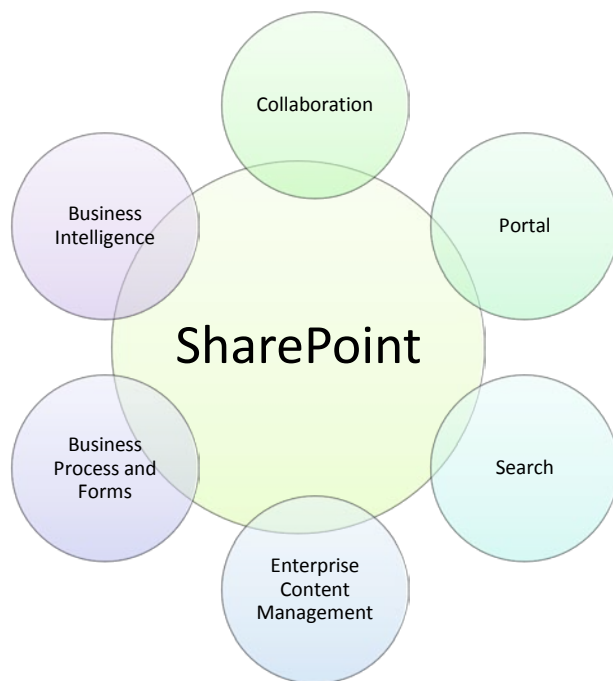 Collaboration
Portal
Search
Enterprise
Content
Management
Business
Process and
Forms
Business
Intelligence
SharePoint